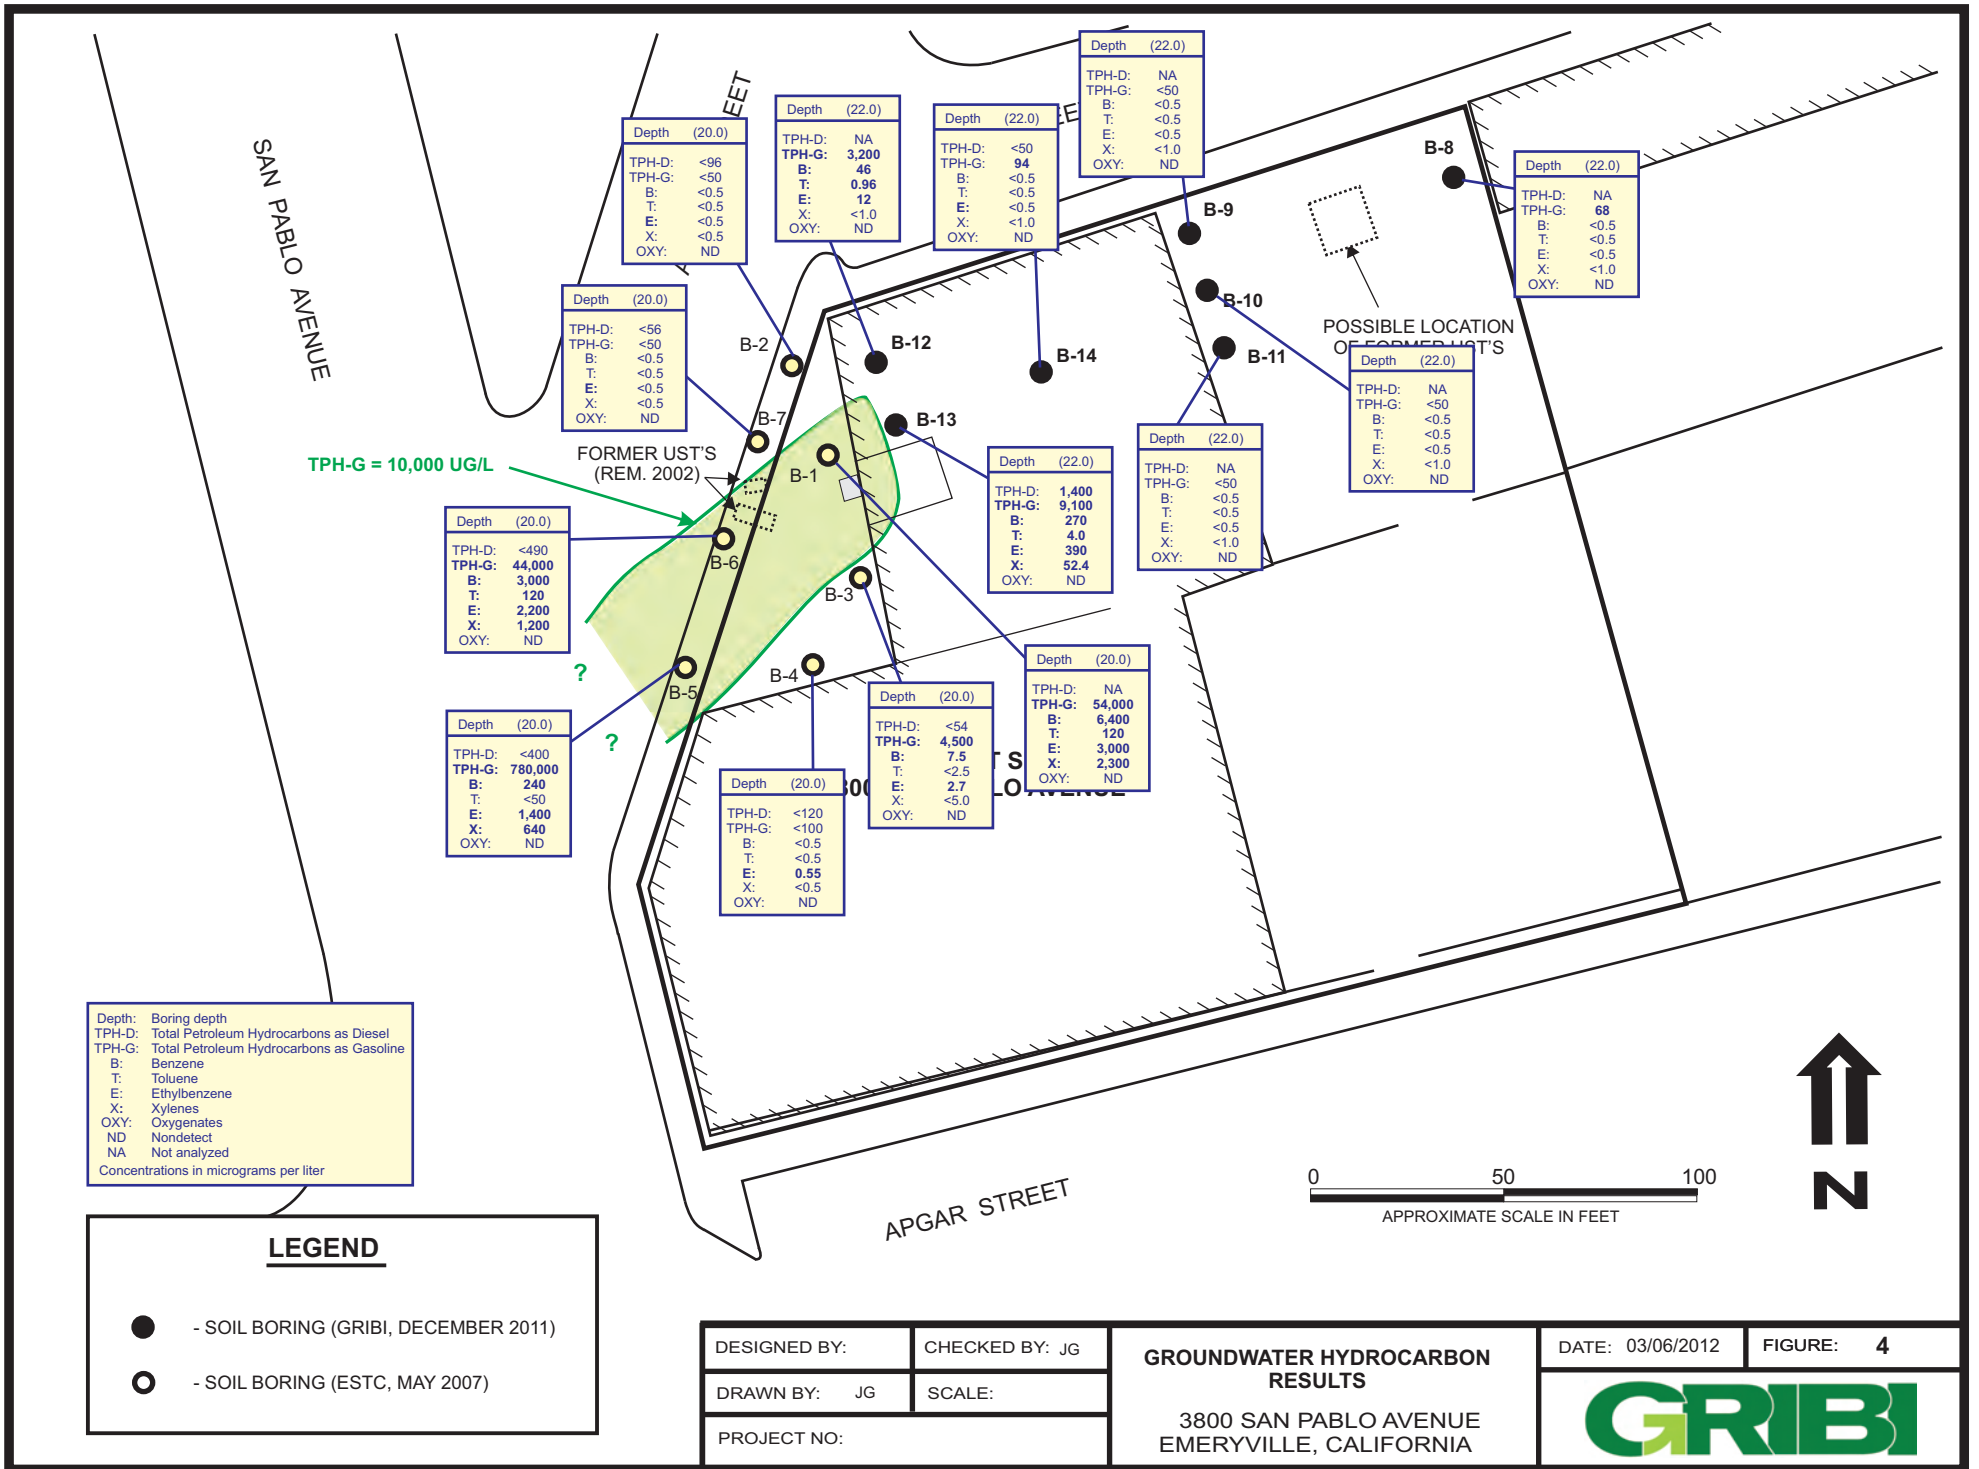 SAN PABLO AVENUE
EET
EE
Depth (20.0)
TPH-D: <96
TPH-G: <50
B: <0.5
T: <0.5
E: <0.5
X: <0.5
OXY: ND
Depth (22.0)
TPH-D: NA
TPH-G: 3,200
B: 46
T: 0.96
E: 12
X: <1.0
OXY: ND
Depth (22.0)
TPH-D: <50
TPH-G: 94
B: <0.5
T: <0.5
E: <0.5
X: <1.0
OXY: ND
Depth (22.0)
TPH-D: NA
TPH-G: <50
B: <0.5
T: <0.5
E: <0.5
X: <1.0
OXY: ND
B-8
Depth (22.0)
TPH-D: NA
TPH-G: 68
B: <0.5
T: <0.5
E: <0.5
X: <1.0
OXY: ND
B-9
B-10
B-11
POSSIBLE LOCATION
OF FORMER UST'S
Depth (22.0)
TPH-D: NA
TPH-G: <50
B: <0.5
T: <0.5
E: <0.5
X: <1.0
OXY: ND
Depth (20.0)
TPH-D: <56
TPH-G: <50
B: <0.5
T: <0.5
E: <0.5
X: <0.5
OXY: ND
B-2
B-12
B-14
B-7
B-13
FORMER UST'S
(REM. 2002)
B-1
TPH-G = 10,000 UG/L
Depth (22.0)
TPH-D: NA
TPH-G: <50
B: <0.5
T: <0.5
E: <0.5
X: <1.0
OXY: ND
Depth (22.0)
TPH-D: 1,400
TPH-G: 9,100
B: 270
T: 4.0
E: 390
X: 52.4
OXY: ND
Depth (20.0)
TPH-D: <490
TPH-G: 44,000
B: 3,000
T: 120
E: 2,200
X: 1,200
OXY: ND
B-6
B-3
?
B-5
B-4
?
Depth (20.0)
TPH-D: <400
TPH-G: 780,000
B: 240
T: <50
E: 1,400
X: 640
OXY: ND
Depth (20.0)
TPH-D: <120
TPH-G: <100
B: <0.5
T: <0.5
E: 0.55
X: <0.5
OXY: ND
Depth (20.0)
TPH-D: <54
TPH-G: 4,500
B: 7.5
T: <2.5
E: 2.7
X: <5.0
OXY: ND
Depth (20.0)
TPH-D: NA
TPH-G: 54,000
B: 6,400
T: 120
E: 3,000
X: 2,300
OXY: ND
T S
00 LO AVENUE
Depth: Boring depth
TPH-D: Total Petroleum Hydrocarbons as Diesel
TPH-G: Total Petroleum Hydrocarbons as Gasoline
B: Benzene
T: Toluene
E: Ethylbenzene
X: Xylenes
OXY: Oxygenates
ND Nondetect
NA Not analyzed
Concentrations in micrograms per liter
APGAR STREET
0 50 100
APPROXIMATE SCALE IN FEET
N
LEGEND
- SOIL BORING (GRIBI, DECEMBER 2011)
- SOIL BORING (ESTC, MAY 2007)
DESIGNED BY:
CHECKED BY: JG
DRAWN BY: JG
SCALE:
PROJECT NO:
GROUNDWATER HYDROCARBON
RESULTS
3800 SAN PABLO AVENUE
EMERYVILLE, CALIFORNIA
DATE: 03/06/2012
FIGURE: 4
GRIBI